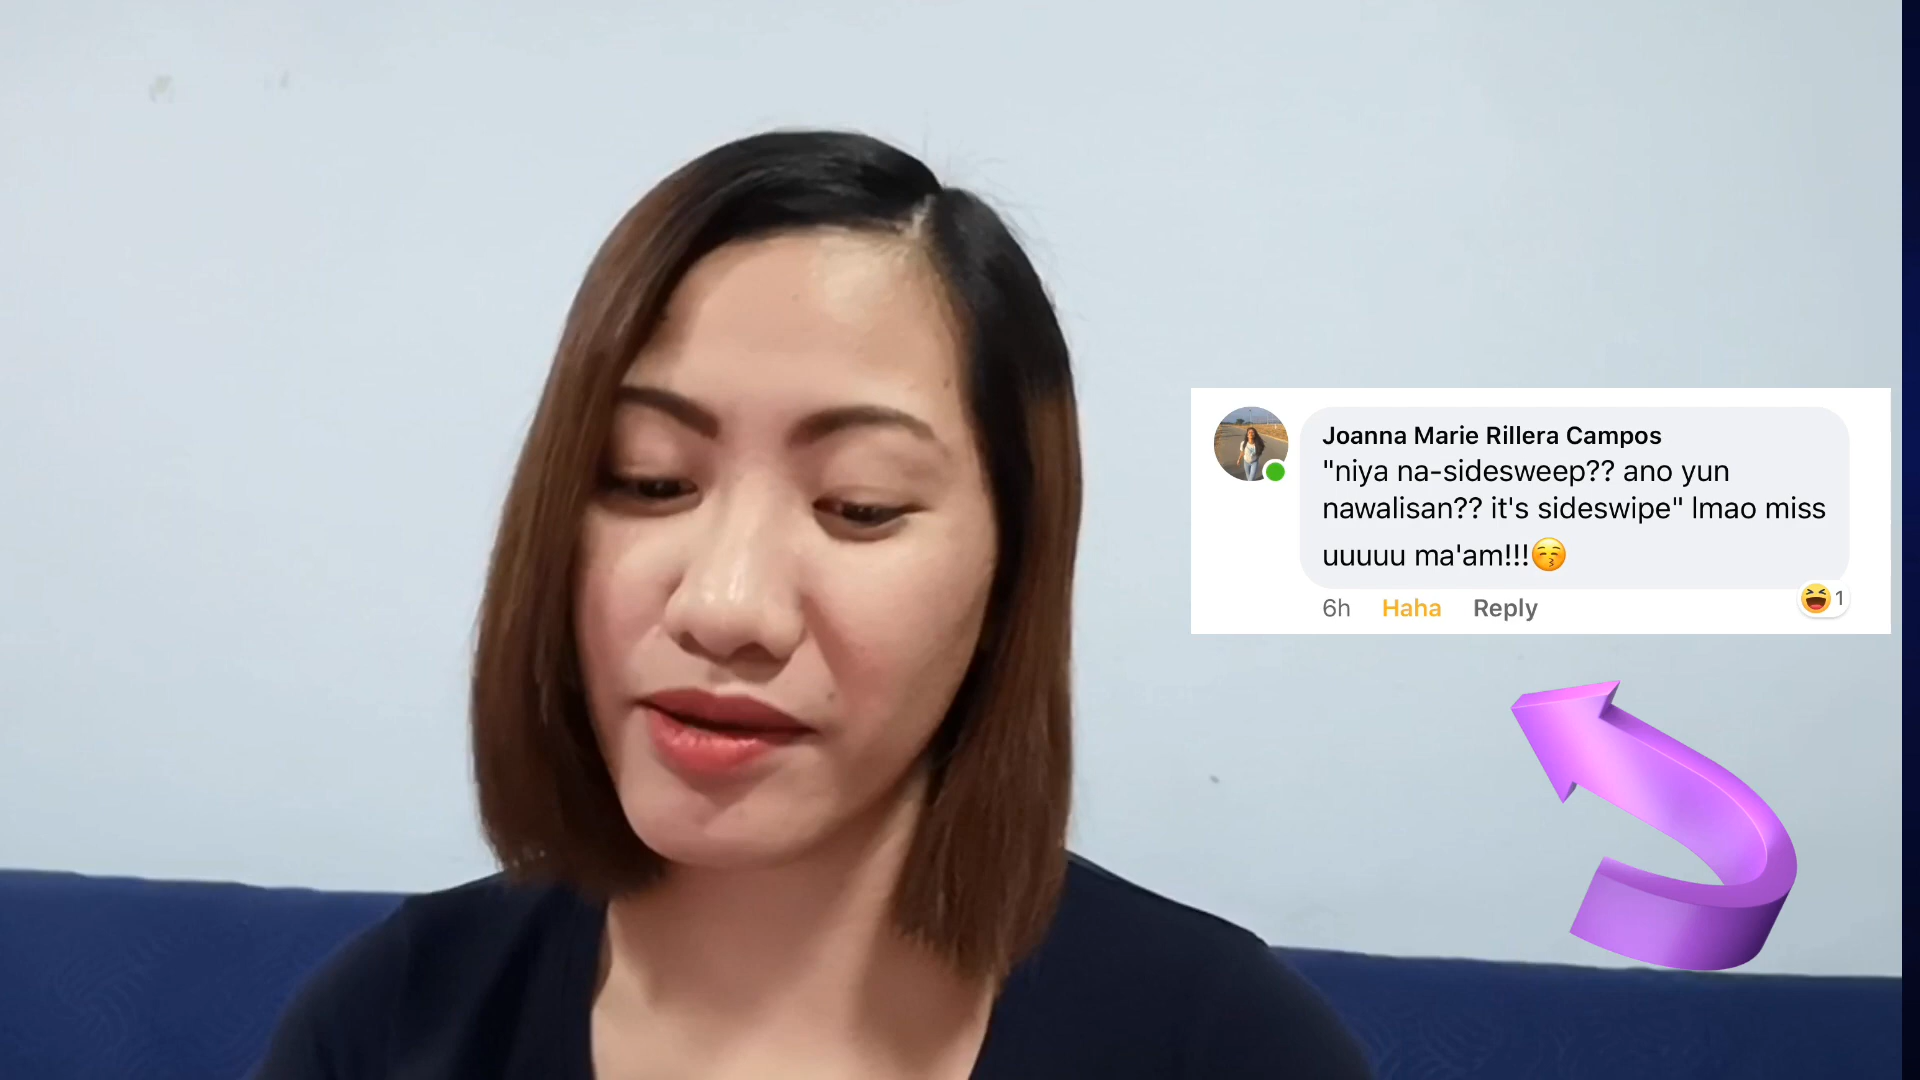 Joanna Marie Rillera Campos
"niya na-sidesweep?? ano yun
nawalisan?? it's sideswipe" lmao miss
uuuuu ma'am!!!😚
6h Haha Reply
1